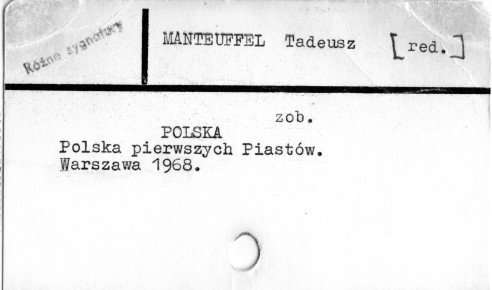 Różne sygnatury
MANTEUFFEL Tadeusz [red.]
zob.
POLSKA
Polska pierwszych Piastów.
Warszawa 1968.